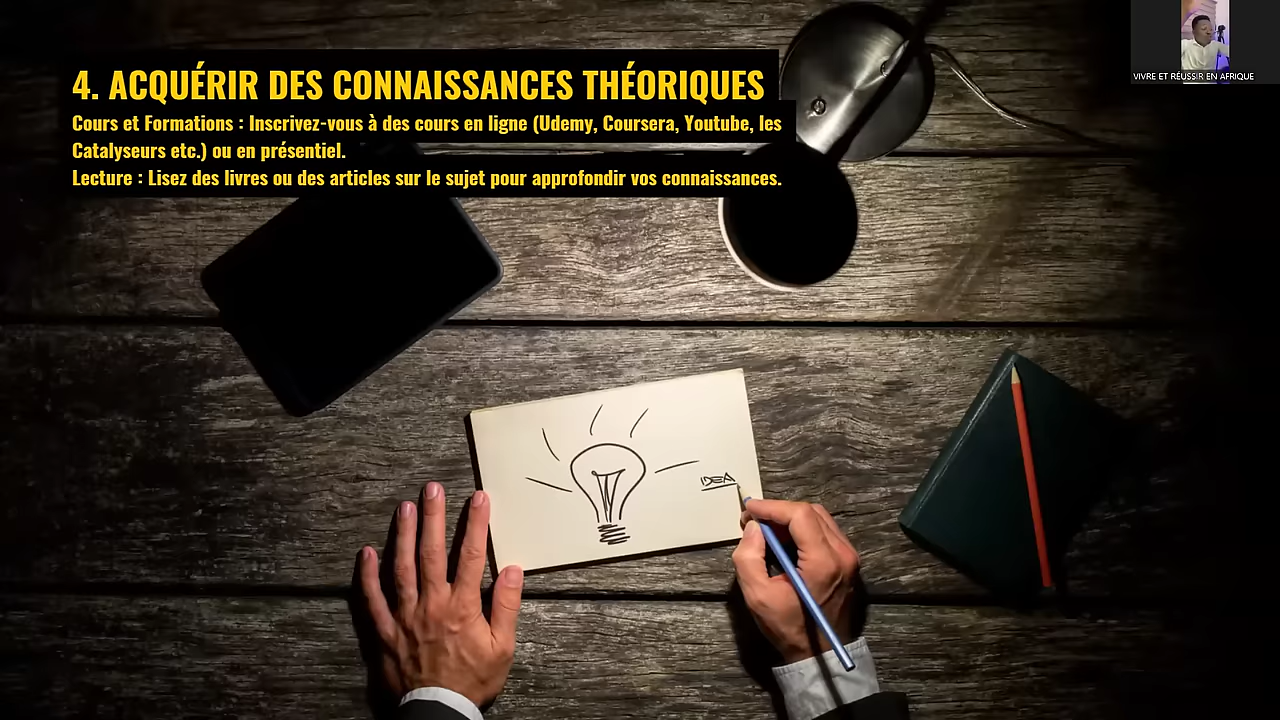 4. ACQUÉRIR DES CONNAISSANCES THÉORIQUES
Cours et Formations : Inscrivez-vous à des cours en ligne (Udemy, Coursera, Youtube, les
Catalyseurs etc.) ou en présentiel.
Lecture : Lisez des livres ou des articles sur le sujet pour approfondir vos connaissances.
VIVRE ET RÉUSSIR EN AFRIQUE
IDEA